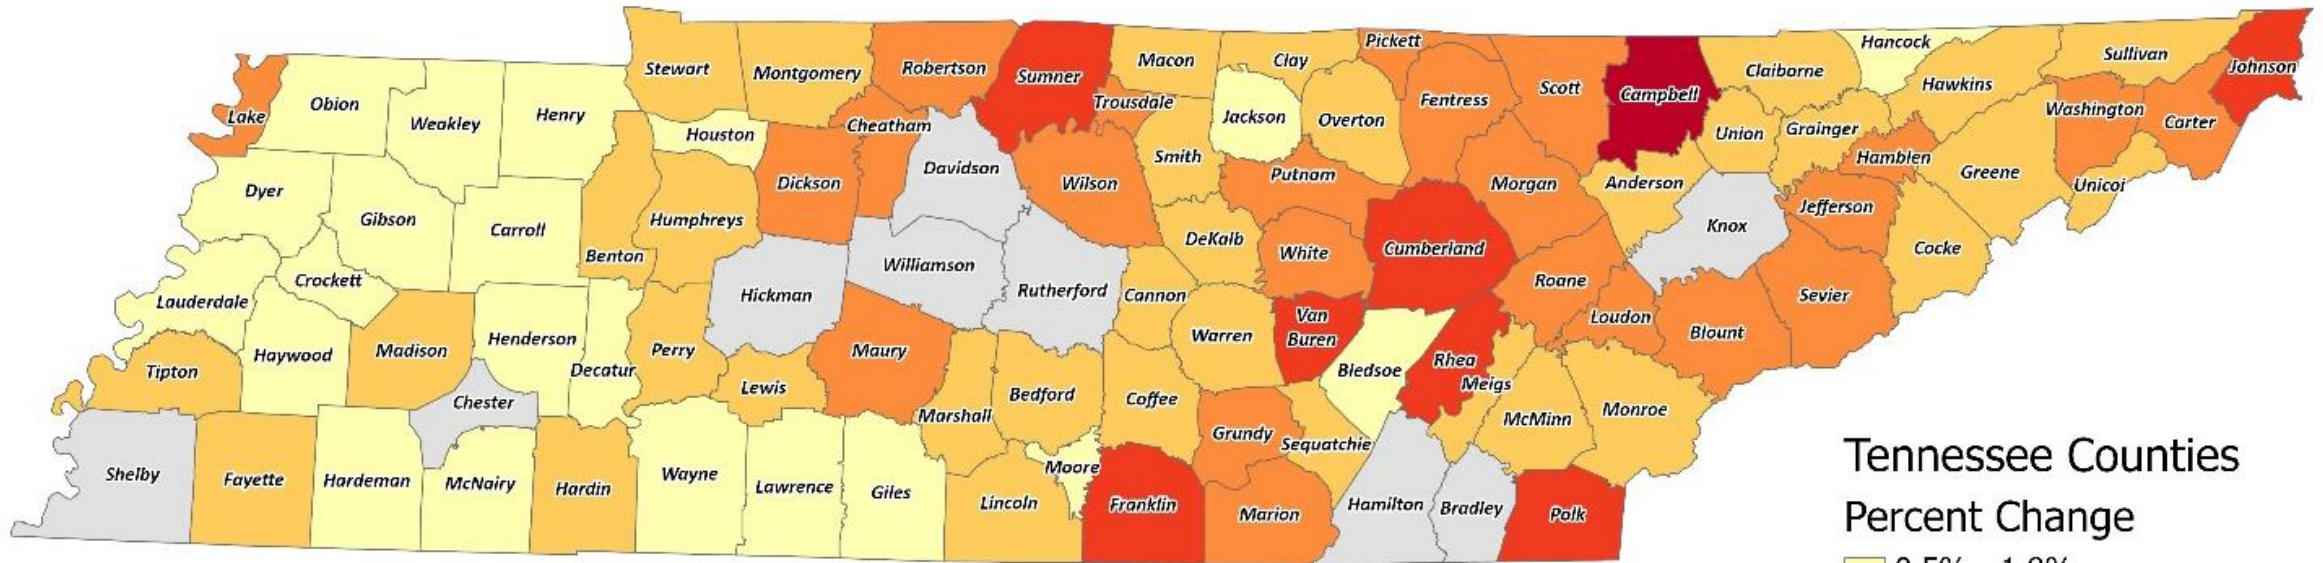 Stewart
Montgomery
Robertson
Sumner
Macon
Clay
Pickett
Fentress
Scott
Campbell
Claiborne
Hancock
Hawkins
Sullivan
Johnson
Lake
Obion
Weakley
Henry
Houston
Cheatham
Trousdale
Jackson
Overton
Union
Grainger
Washington
Carter
Dyer
Gibson
Carroll
Benton
Humphreys
Dickson
Davidson
Wilson
Smith
Putnam
Morgan
Anderson
Hamblen
Greene
Unicoi
Jefferson
Knox
Cocke
Crockett
Lauderdale
Hickman
Williamson
Rutherford
DeKalb
Cannon
White
Cumberland
Roane
Loudon
Blount
Sevier
Tipton
Haywood
Madison
Henderson
Decatur
Perry
Lewis
Maury
Marshall
Bedford
Coffee
Warren
Van
Buren
Bledsoe
Rhea
Meigs
McMinn
Monroe
Chester
Shelby
Fayette
Hardeman
McNairy
Hardin
Wayne
Lawrence
Giles
Lincoln
Moore
Franklin
Grundy
Sequatchie
Marion
Hamilton
Bradley
Polk
Tennessee Counties
Percent Change